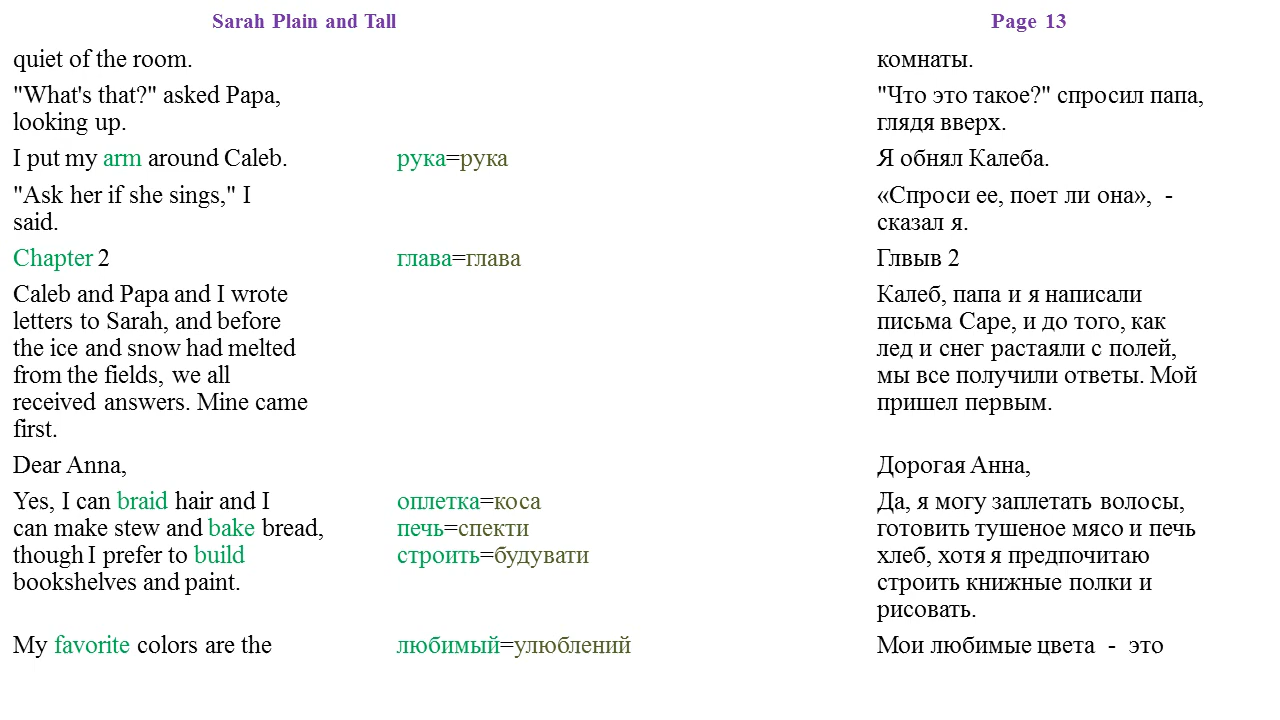 Sarah Plain and Tall Page 13
quiet of the room. комнаты.
"What's that?" asked Papa, "Что это такое?" спросил папа,
looking up. глядя вверх.
I put my arm around Caleb. рука=рука Я обнял Калеба.
"Ask her if she sings," I «Спроси ее, поет ли она», -
said. сказал я.
Chapter 2 глава=глава Глвыв 2
Caleb and Papa and I wrote Калеб, папа и я написали
letters to Sarah, and before письма Саре, и до того, как
the ice and snow had melted лед и снег растаяли с полей,
from the fields, we all мы все получили ответы. Мой
received answers. Mine came пришел первым.
first.
Dear Anna, Дорогая Анна,
Yes, I can braid hair and I оплетка=коса Да, я могу заплетать волосы,
can make stew and bake bread, печь=спекти готовить тушеное мясо и печь
though I prefer to build строить=будувати хлеб, хотя я предпочитаю
bookshelves and paint. строить книжные полки и
рисовать.
My favorite colors are the любимый=улюблений Мои любимые цвета - это